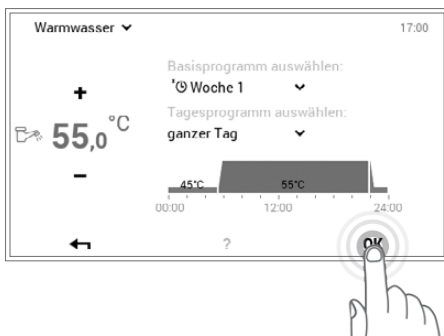 Warmwasser
17:00
Basisprogramm auswählen:
Woche 1
Tagesprogramm auswählen:
ganzer Tag
+
55,0°C
−
45°C 55°C
00:00 12:00 24:00
? OK